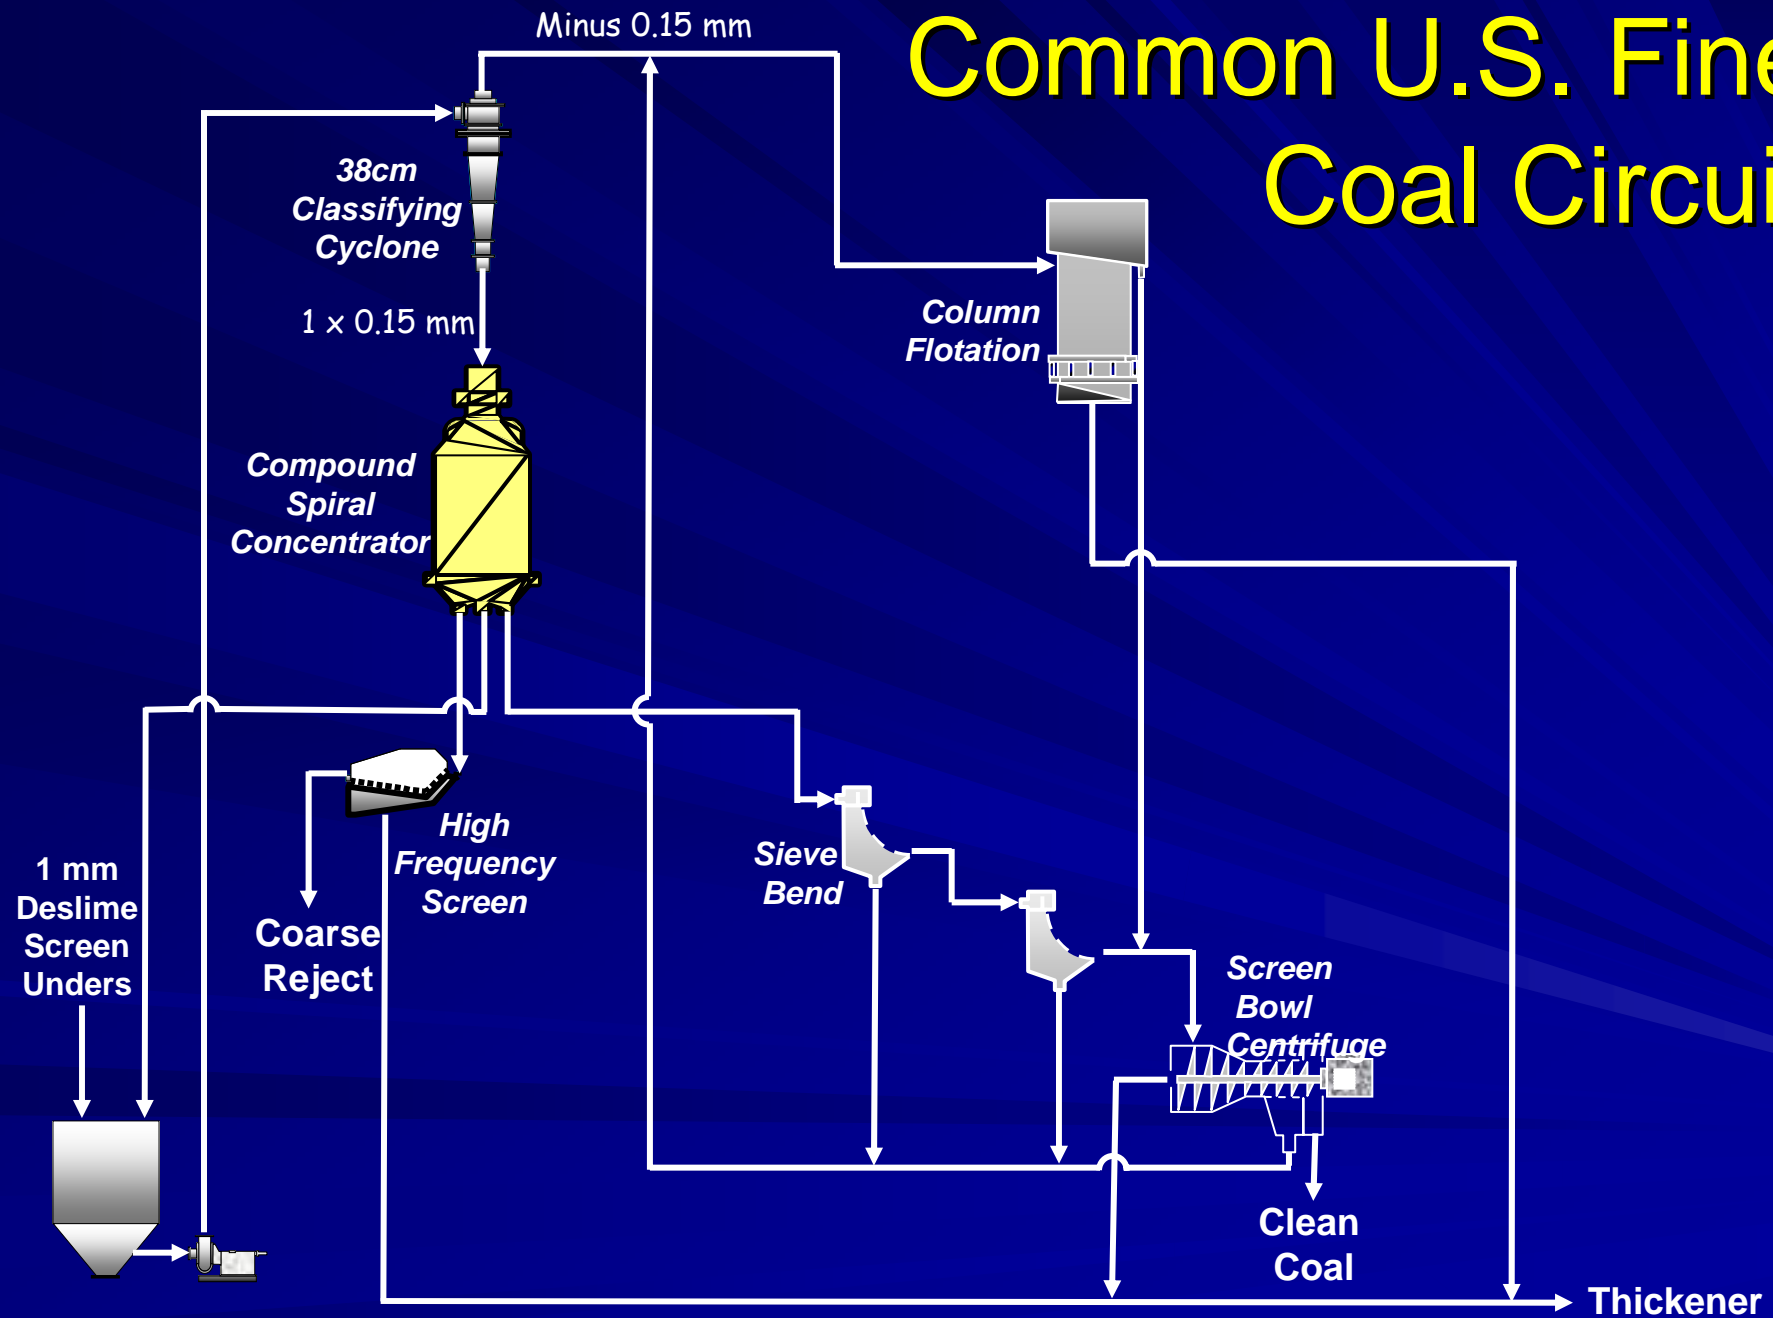 Minus 0.15 mm
Common U.S. Fine
Coal Circui
38cm
Classifying
Cyclone
1 x 0.15 mm
Column
Flotation
Compound
Spiral
Concentrator
High
Frequency
Screen
Sieve
Bend
1 mm
Deslime
Screen
Unders
Coarse
Reject
Screen
Bowl
Centrifuge
Clean
Coal
Thickener